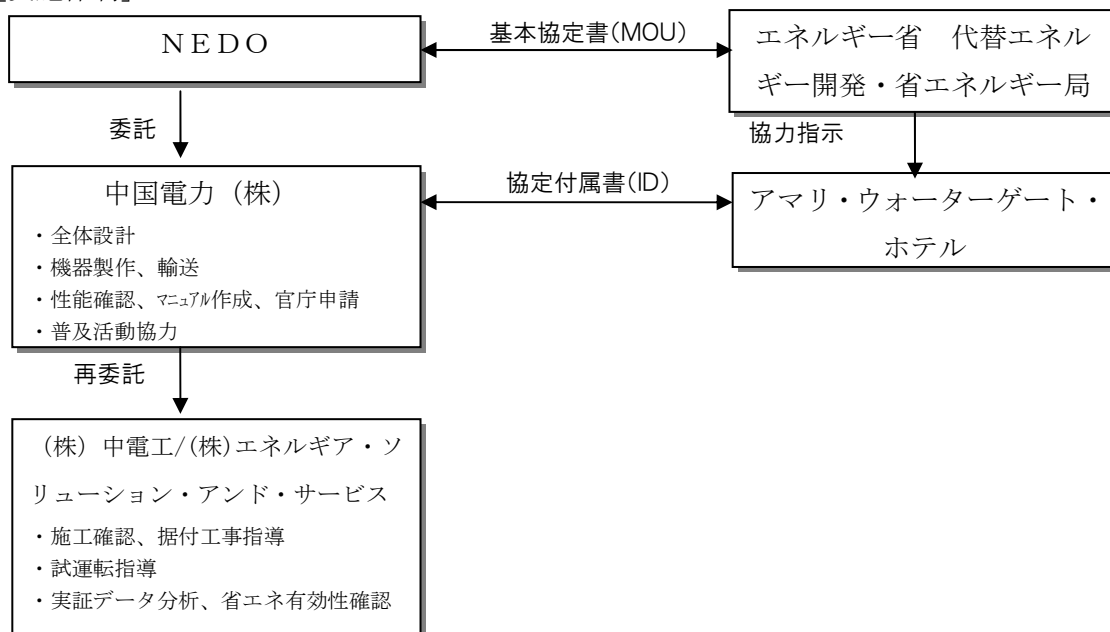 ＮＥＤＯ
基本協定書(MOU)
エネルギー省　代替エネル
ギー開発・省エネルギー局
委託
協力指示
中国電力（株）
・全体設計
・機器製作、輸送
・性能確認、ﾏﾆｭｱﾙ作成、官庁申請
・普及活動協力
協定付属書(ID)
アマリ・ウォーターゲート・
ホテル
再委託
（株）中電工/(株)エネルギア・ソ
リューション・アンド・サービス
・施工確認、据付工事指導
・試運転指導
・実証データ分析、省エネ有効性確認